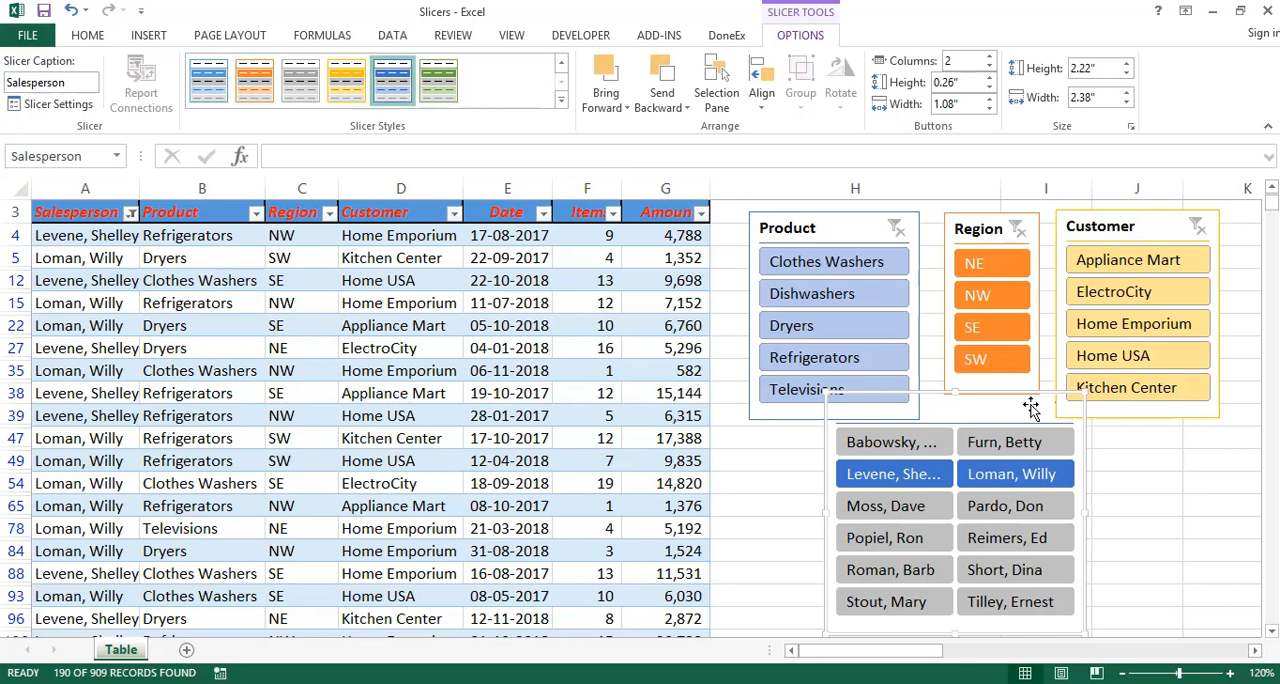 Slicers - Excel
SLICER TOOLS
?
FILE HOME INSERT PAGE LAYOUT FORMULAS DATA REVIEW VIEW DEVELOPER ADD-INS DoneEx OPTIONS Sign in
Slicer Caption:
Salesperson
Slicer Settings
Report
Connections
Slicer
Slicer Styles
Bring
Forward
Send
Backward
Selection
Pane
Align
Group
Rotate
Arrange
Columns: 2
Height: 0.26"
Width: 1.08"
Buttons
Height: 2.22"
Width: 2.38"
Size
Salesperson fx
A B C D E F G H I J K
3 Salesperson Product Region Customer Date Items Amoun
4 Levene, Shelley Refrigerators NW Home Emporium 17-08-2017 9 4,788
5 Loman, Willy Dryers SW Kitchen Center 22-09-2017 4 1,352
12 Levene, Shelley Clothes Washers SE Home USA 22-10-2017 13 9,698
15 Loman, Willy Refrigerators NW Home Emporium 11-07-2018 12 7,152
22 Loman, Willy Dryers SE Appliance Mart 05-10-2018 10 6,760
27 Levene, Shelley Dryers NE ElectroCity 04-01-2018 16 5,296
35 Loman, Willy Clothes Washers NW Home Emporium 06-11-2018 1 582
38 Levene, Shelley Refrigerators SE Appliance Mart 19-10-2017 12 15,144
39 Levene, Shelley Refrigerators NW Home USA 28-01-2017 5 6,315
47 Loman, Willy Refrigerators SE Kitchen Center 17-10-2017 12 17,388
49 Levene, Shelley Refrigerators SW Home USA 12-04-2018 7 9,835
54 Levene, Shelley Clothes Washers SE ElectroCity 18-09-2017 19 14,820
65 Loman, Willy Refrigerators NW Appliance Mart 08-10-2017 1 1,376
78 Loman, Willy Televisions NE Home Emporium 21-03-2018 4 5,192
84 Loman, Willy Dryers NW Home Emporium 31-08-2018 3 1,524
88 Levene, Shelley Clothes Washers SE Home Emporium 16-08-2017 13 11,531
93 Loman, Willy Clothes Washers SE Home USA 08-05-2017 10 6,030
96 Levene, Shelley Dryers NE Kitchen Center 12-11-2018 8 2,872
Product
Clothes Washers
Dishwashers
Dryers
Refrigerators
Televisions
Region
NE
NW
SE
SW
Customer
Appliance Mart
ElectroCity
Home Emporium
Home USA
Kitchen Center
Babowsky, ... Furn, Betty
Levene, She... Loman, Willy
Moss, Dave Pardo, Don
Popiel, Ron Reimers, Ed
Roman, Barb Short, Dina
Stout, Mary Tilley, Ernest
Table
READY 190 OF 909 RECORDS FOUND 120%